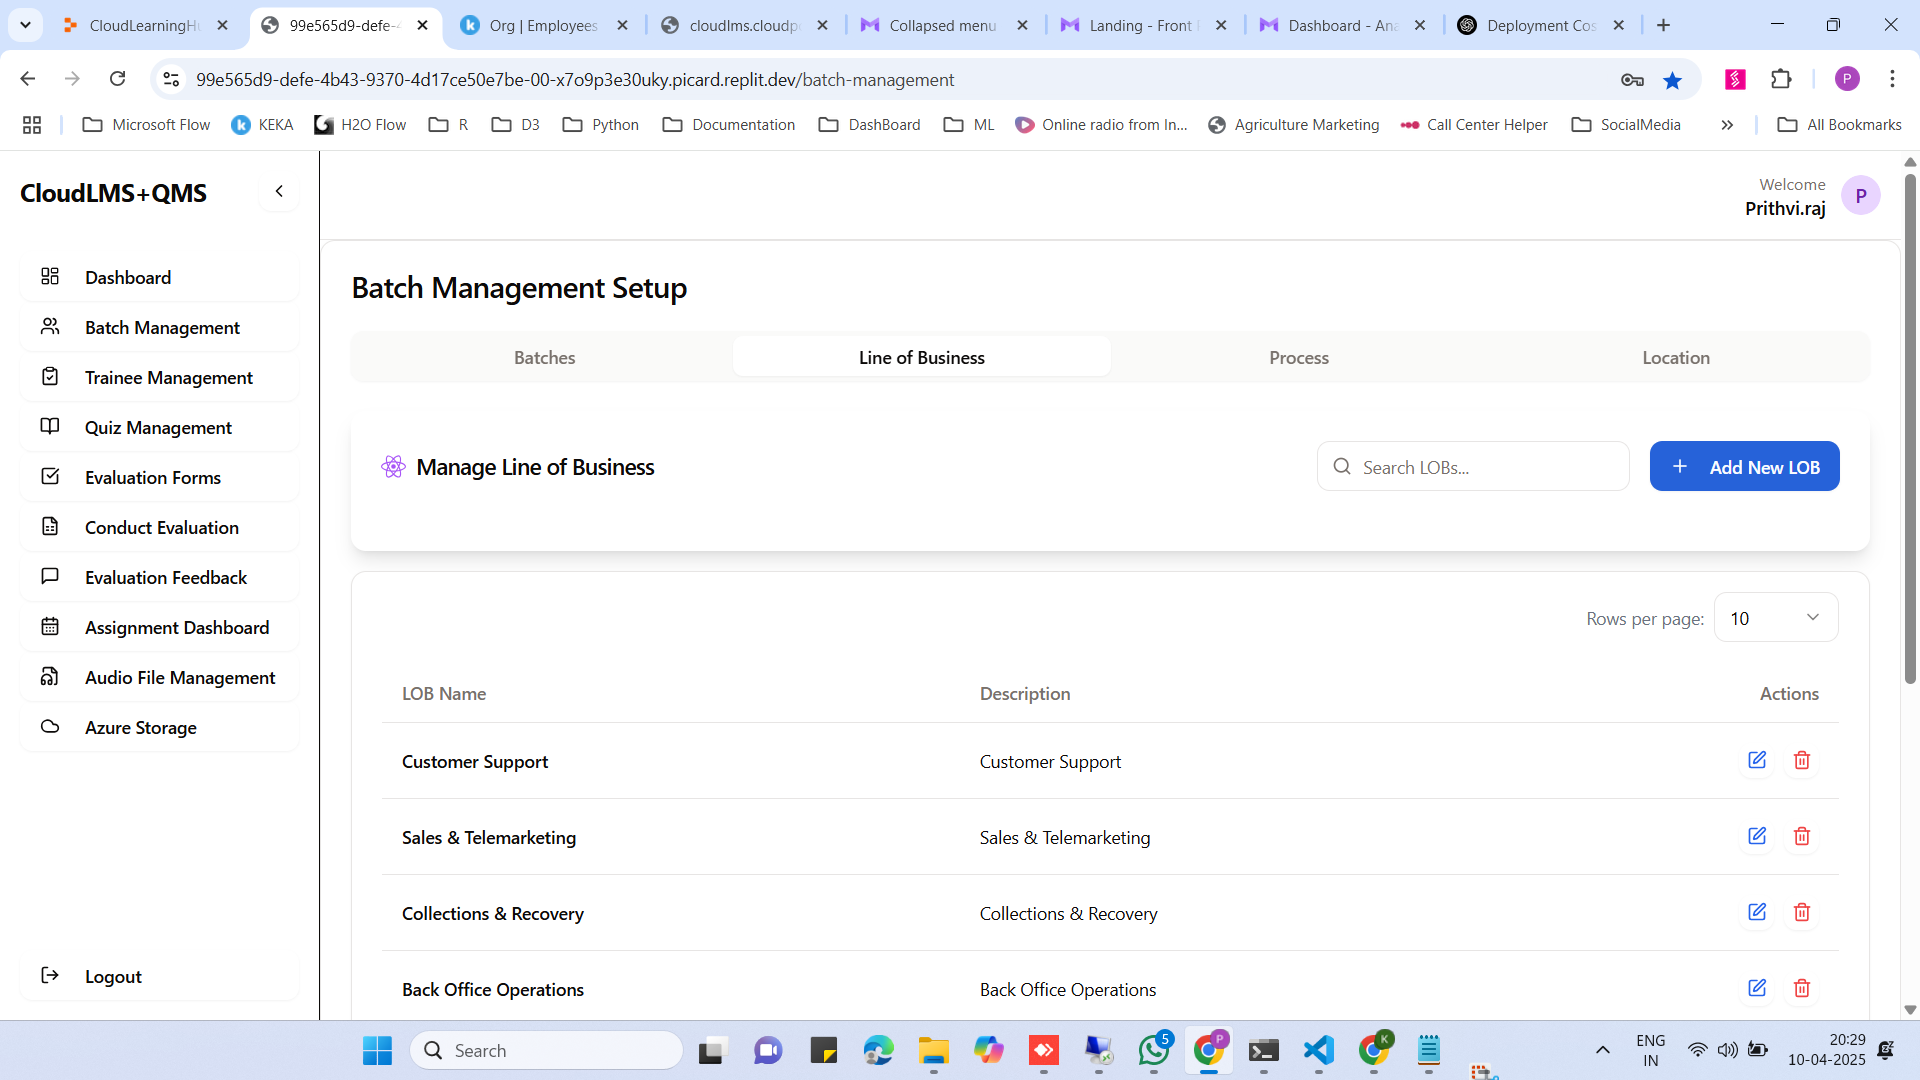 CloudLearningHu
99e565d9-defe-4
Org | Employees
cloudlms.cloudpo
Collapsed menu
Landing - Front P
Dashboard - Ana
Deployment Cos
99e565d9-defe-4b43-9370-4d17ce50e7be-00-x7o9p3e30uky.picard.replit.dev/batch-management
P
Microsoft Flow
KEKA
H2O Flow
R
D3
Python
Documentation
DashBoard
ML
Online radio from In...
Agriculture Marketing
Call Center Helper
SocialMedia
All Bookmarks
CloudLMS+QMS
Welcome
Prithvi.raj
P
Dashboard
Batch Management
Trainee Management
Quiz Management
Evaluation Forms
Conduct Evaluation
Evaluation Feedback
Assignment Dashboard
Audio File Management
Azure Storage
Logout
Batch Management Setup
Batches
Line of Business
Process
Location
Manage Line of Business
Search LOBs...
Add New LOB
Rows per page:
10
LOB Name
Description
Actions
Customer Support
Customer Support
Sales & Telemarketing
Sales & Telemarketing
Collections & Recovery
Collections & Recovery
Back Office Operations
Back Office Operations
Search
5
P
K
ENG
IN
20:29
10-04-2025